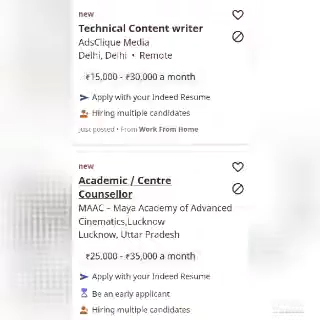 new
Technical Content writer
AdsClique Media
Delhi, Delhi • Remote
₹15,000 - ₹30,000 a month
Apply with your Indeed Resume
Hiring multiple candidates
Just posted • From Work From Home
new
Academic / Centre
Counsellor
MAAC – Maya Academy of Advanced
Cinematics,Lucknow
Lucknow, Uttar Pradesh
₹25,000 - ₹35,000 a month
Apply with your Indeed Resume
Be an early applicant
Hiring multiple candidates